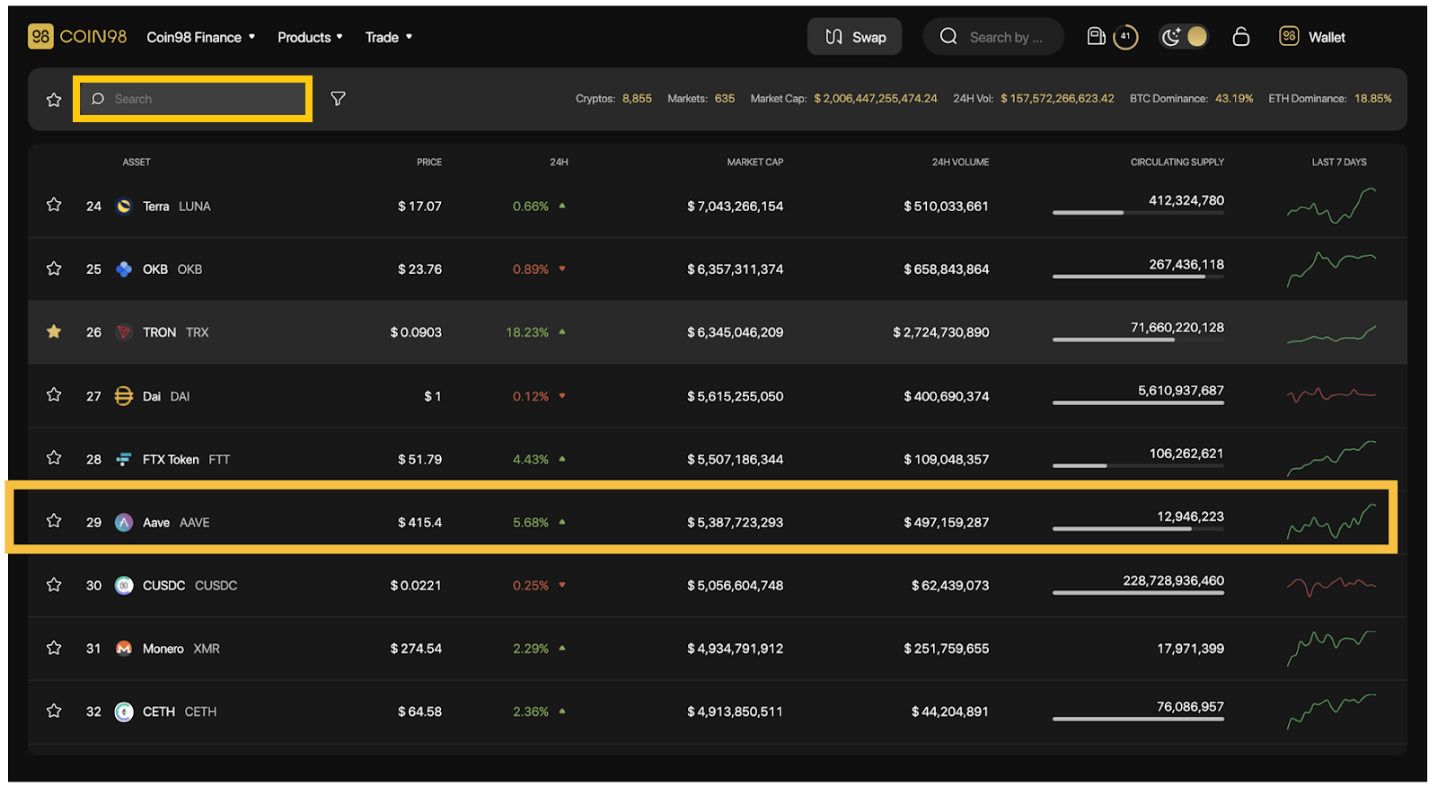 98 COIN98 Coin98 Finance Products Trade Swap Search by ... 41 98 Wallet
Search Cryptos: 8,855 Markets: 635 Market Cap: $ 2,006,447,255,474.24 24H Vol: $ 157,572,266,623.42 BTC Dominance: 43.19% ETH Dominance: 18.85%
ASSET PRICE 24H MARKET CAP 24H VOLUME CIRCULATING SUPPLY LAST 7 DAYS
24 Terra LUNA $ 17.07 0.66% $ 7,043,266,154 $ 510,033,661 412,324,780
25 OKB OKB $ 23.76 0.89% $ 6,357,311,374 $ 658,843,864 267,436,118
26 TRON TRX $ 0.0903 18.23% $ 6,345,046,209 $ 2,724,730,890 71,660,220,128
27 Dai DAI $ 1 0.12% $ 5,615,255,050 $ 400,690,374 5,610,937,687
28 FTX Token FTT $ 51.79 4.43% $ 5,507,186,344 $ 109,048,357 106,262,621
29 Aave AAVE $ 415.4 5.68% $ 5,387,723,293 $ 497,159,287 12,946,223
30 CUSDC CUSDC $ 0.0221 0.25% $ 5,056,604,748 $ 62,439,073 228,728,936,460
31 Monero XMR $ 274.54 2.29% $ 4,934,791,912 $ 251,759,655 17,971,399
32 CETH CETH $ 64.58 2.36% $ 4,913,850,511 $ 44,204,891 76,086,957